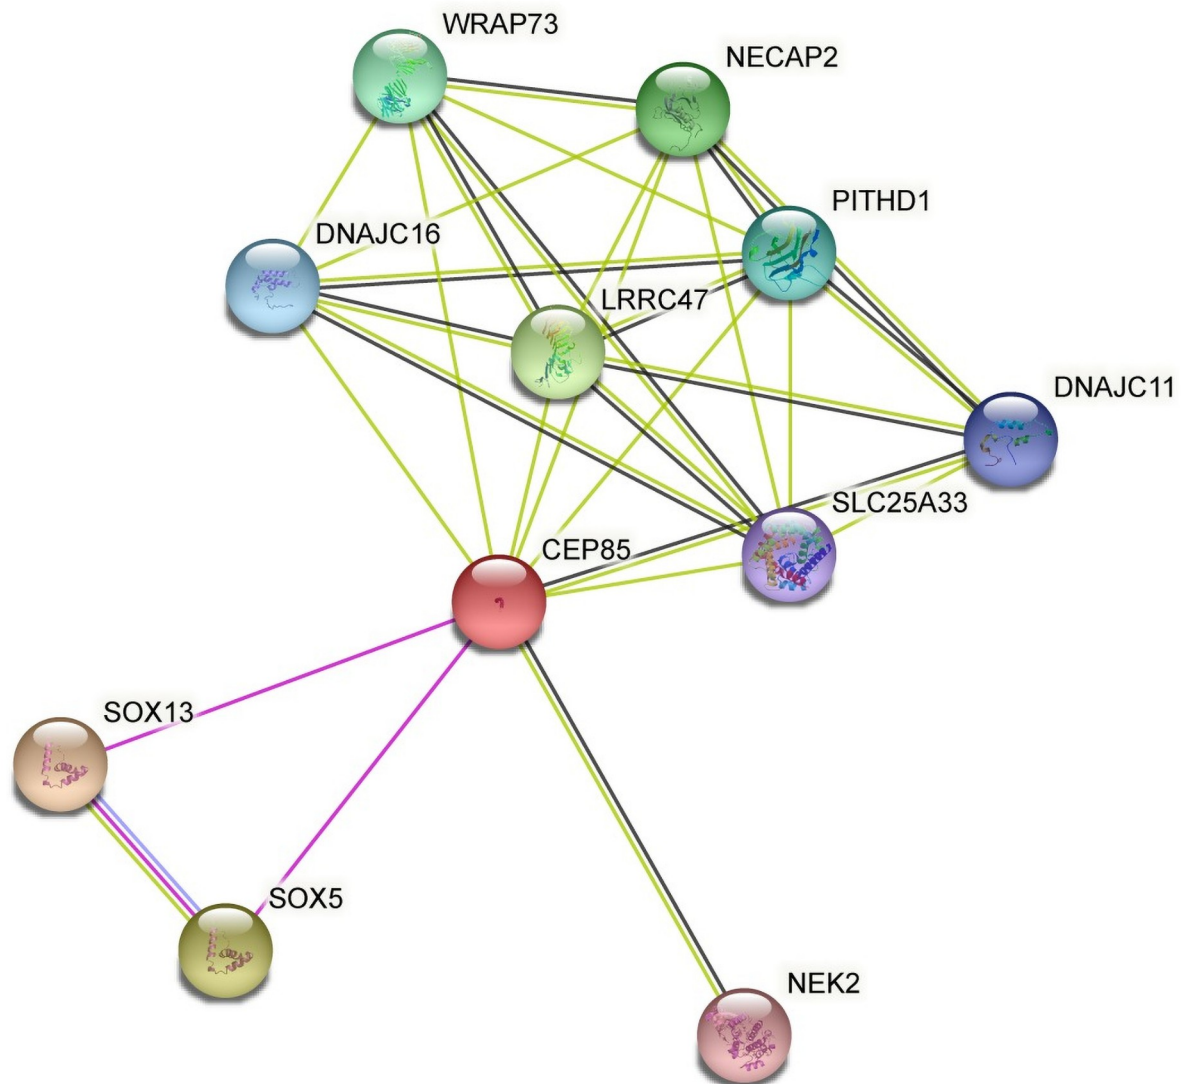 WRAP73
NECAP2
PITHD1
DNAJC16
LRRC47
DNAJC11
SLC25A33
CEP85
SOX13
SOX5
NEK2